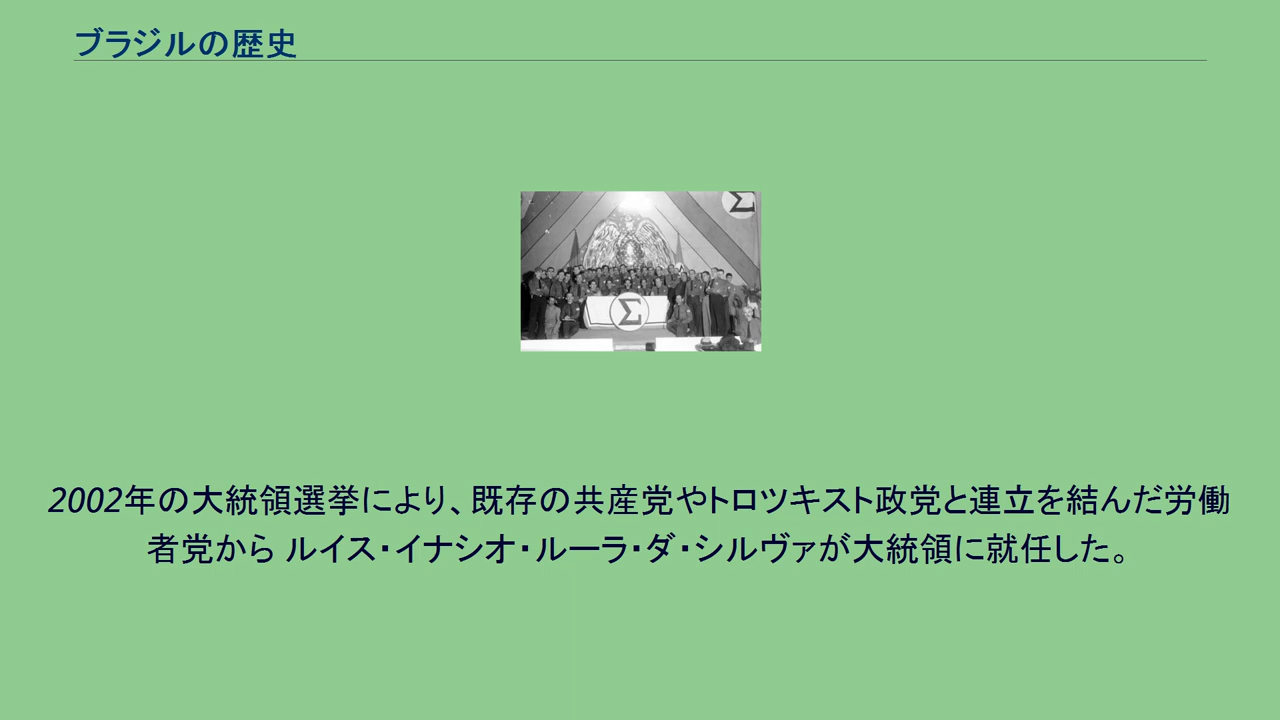 ブラジルの歴史
Σ
Σ
2002年の大統領選挙により、既存の共産党やトロツキスト政党と連立を結んだ労働
者党から ルイス・イナシオ・ルーラ・ダ・シルヴァが大統領に就任した。